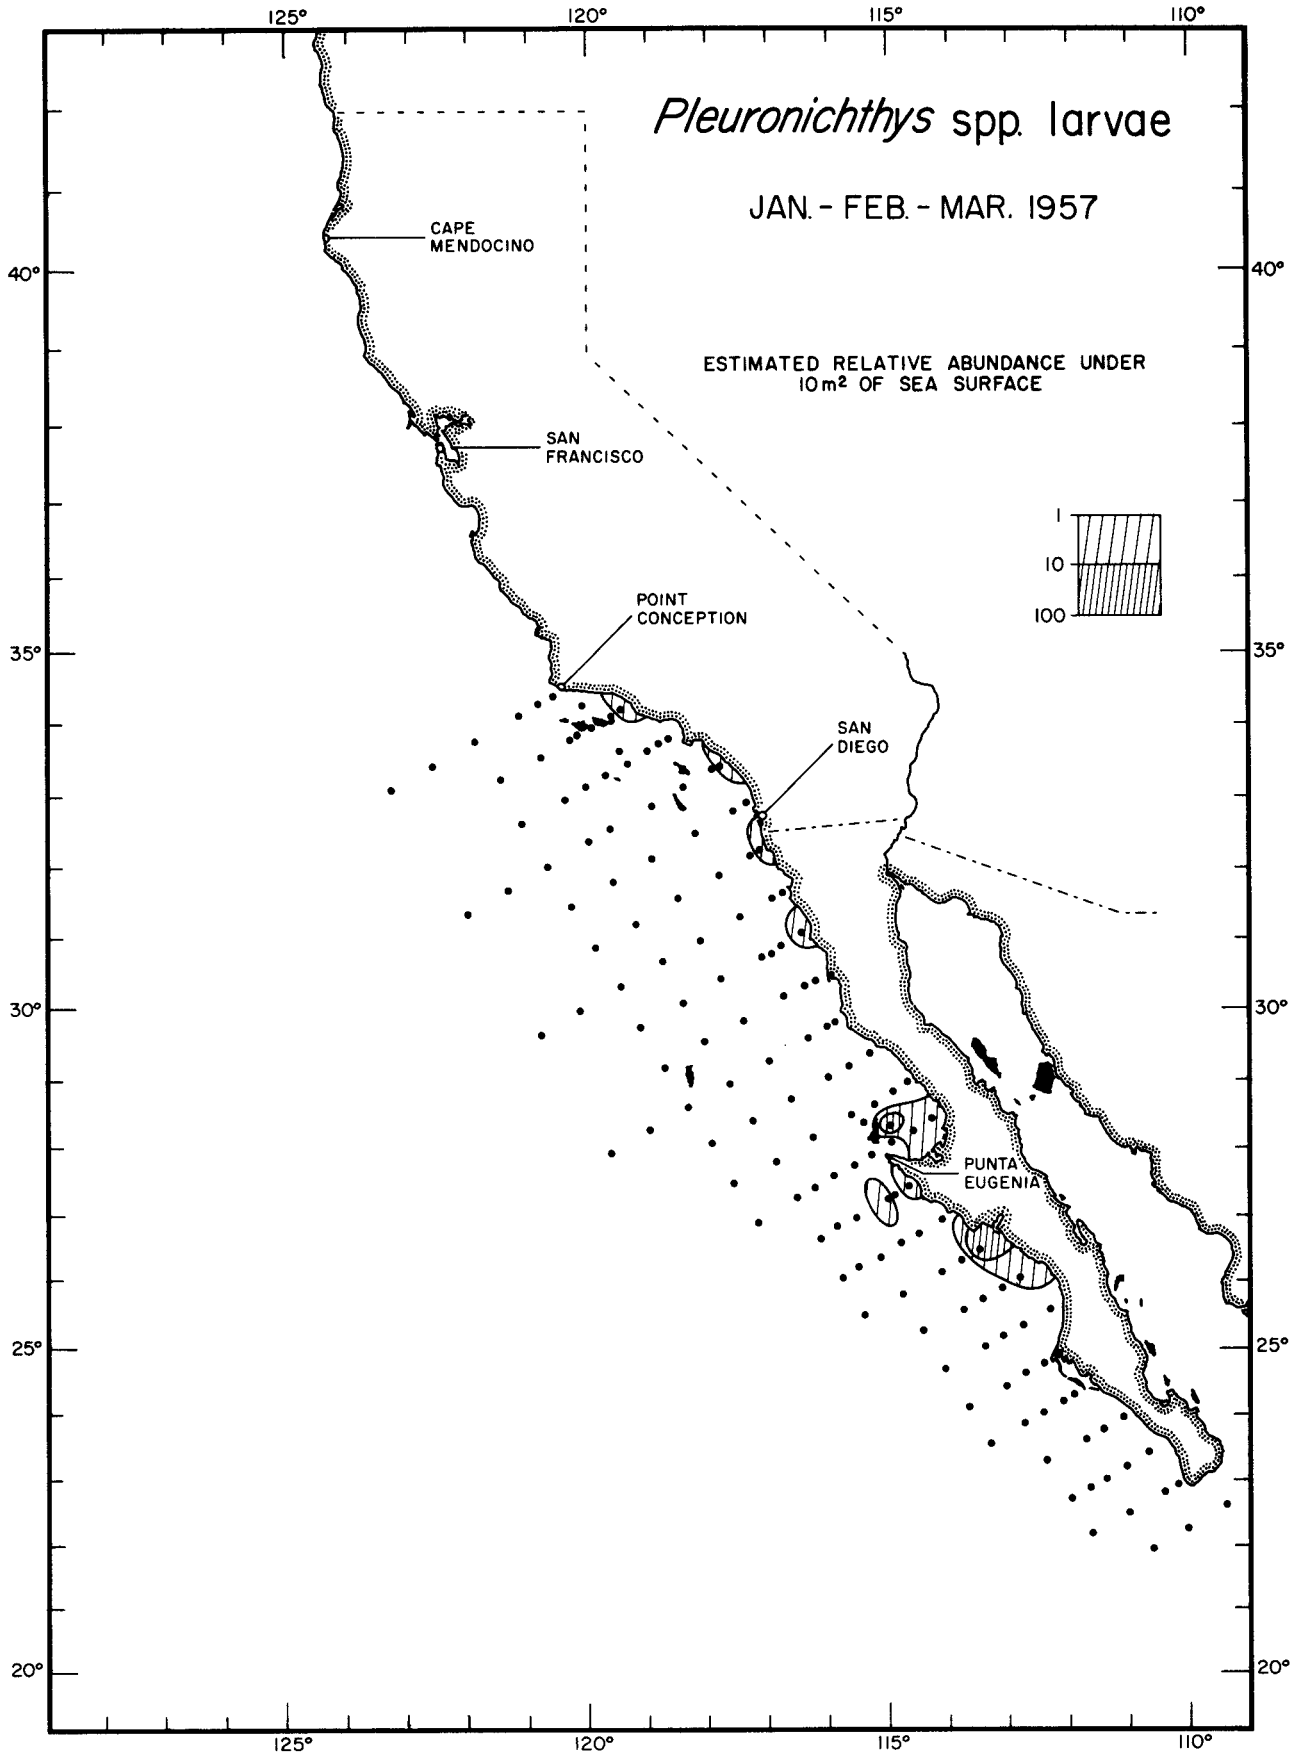 125° 120° 115° 110°
Pleuronichthys spp. larvae
JAN. - FEB. - MAR. 1957
CAPE
MENDOCINO
40° 40°
ESTIMATED RELATIVE ABUNDANCE UNDER
10 m² OF SEA SURFACE
SAN
FRANCISCO
1
10
100
POINT
CONCEPTION
35° 35°
SAN
DIEGO
30° 30°
PUNTA
EUGENIA
25° 25°
20° 20°
125° 120° 115° 110°